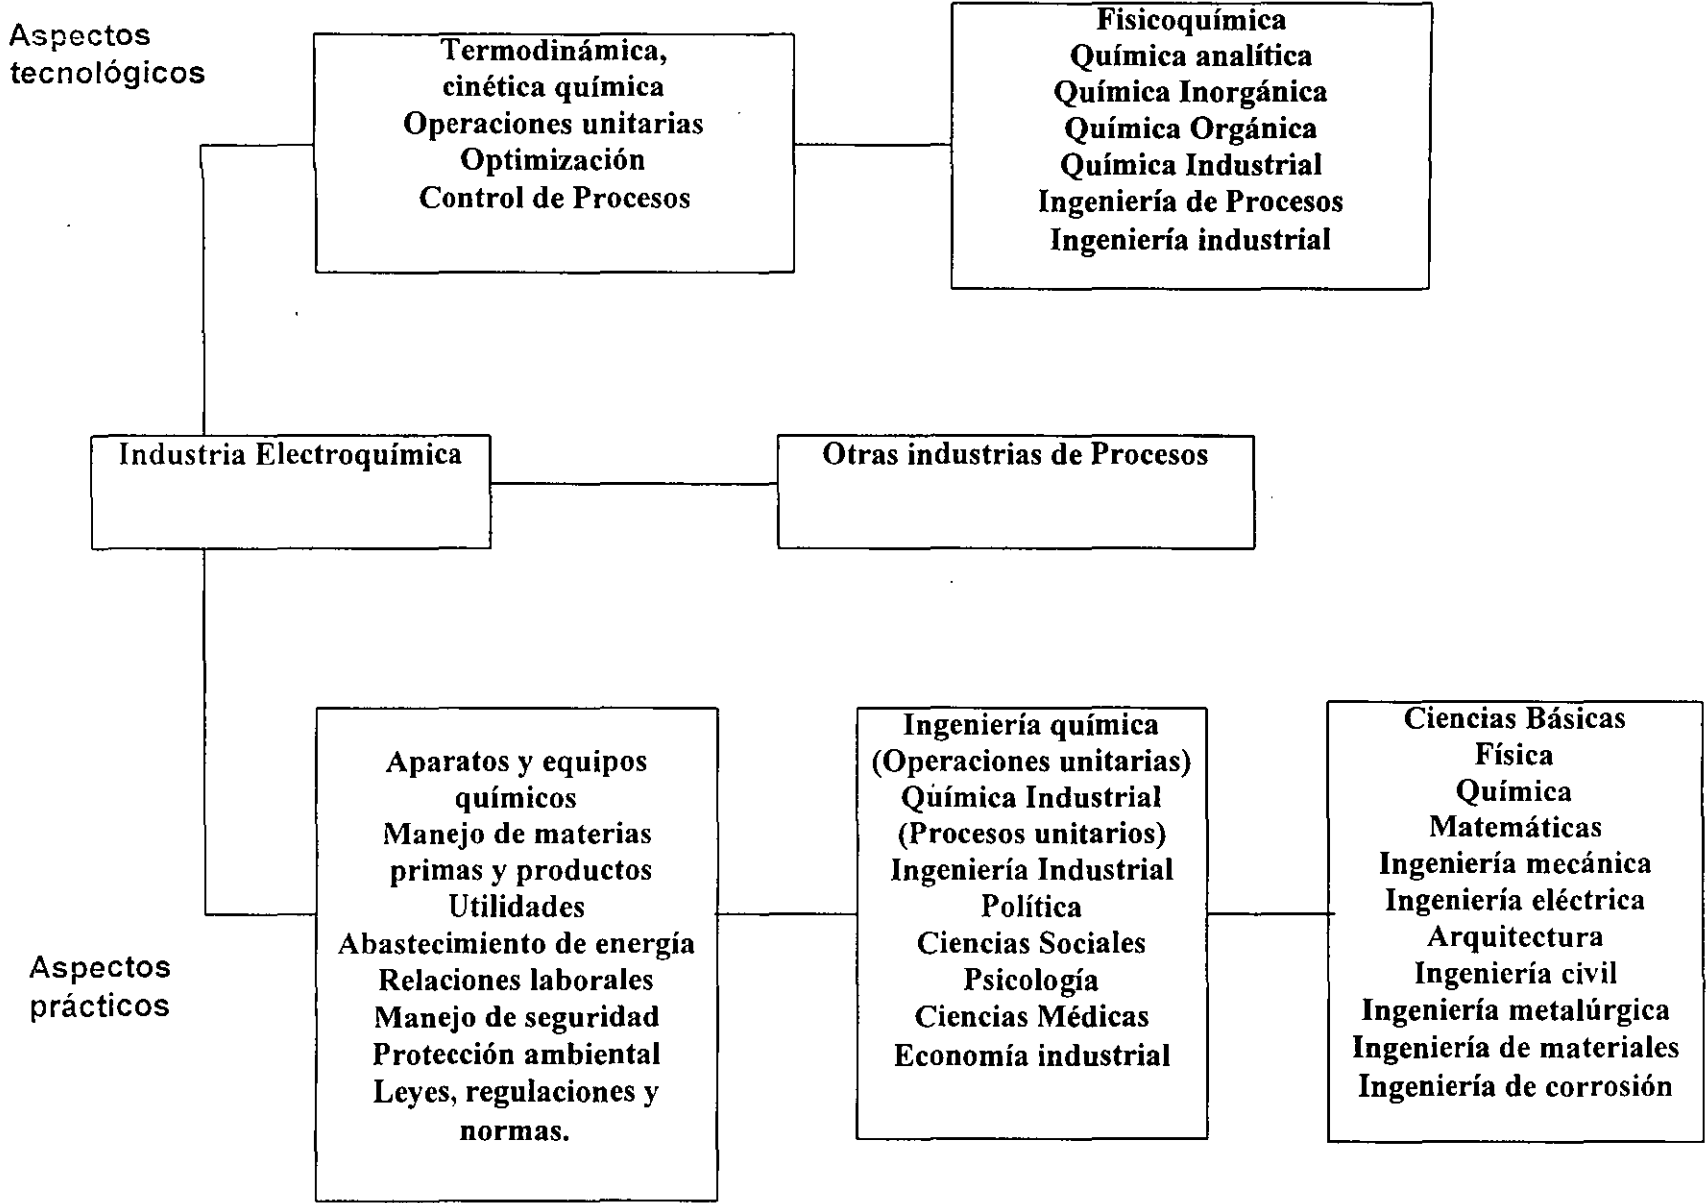 Aspectos
tecnológicos
Termodinámica,
cinética química
Operaciones unitarias
Optimización
Control de Procesos
Fisicoquímica
Química analítica
Química Inorgánica
Química Orgánica
Química Industrial
Ingeniería de Procesos
Ingeniería industrial
Industria Electroquímica
Otras industrias de Procesos
Aspectos
prácticos
Aparatos y equipos
químicos
Manejo de materias
primas y productos
Utilidades
Abastecimiento de energía
Relaciones laborales
Manejo de seguridad
Protección ambiental
Leyes, regulaciones y
normas.
Ingeniería química
(Operaciones unitarias)
Química Industrial
(Procesos unitarios)
Ingeniería Industrial
Política
Ciencias Sociales
Psicología
Ciencias Médicas
Economía industrial
Ciencias Básicas
Física
Química
Matemáticas
Ingeniería mecánica
Ingeniería eléctrica
Arquitectura
Ingeniería civil
Ingeniería metalúrgica
Ingeniería de materiales
Ingeniería de corrosión